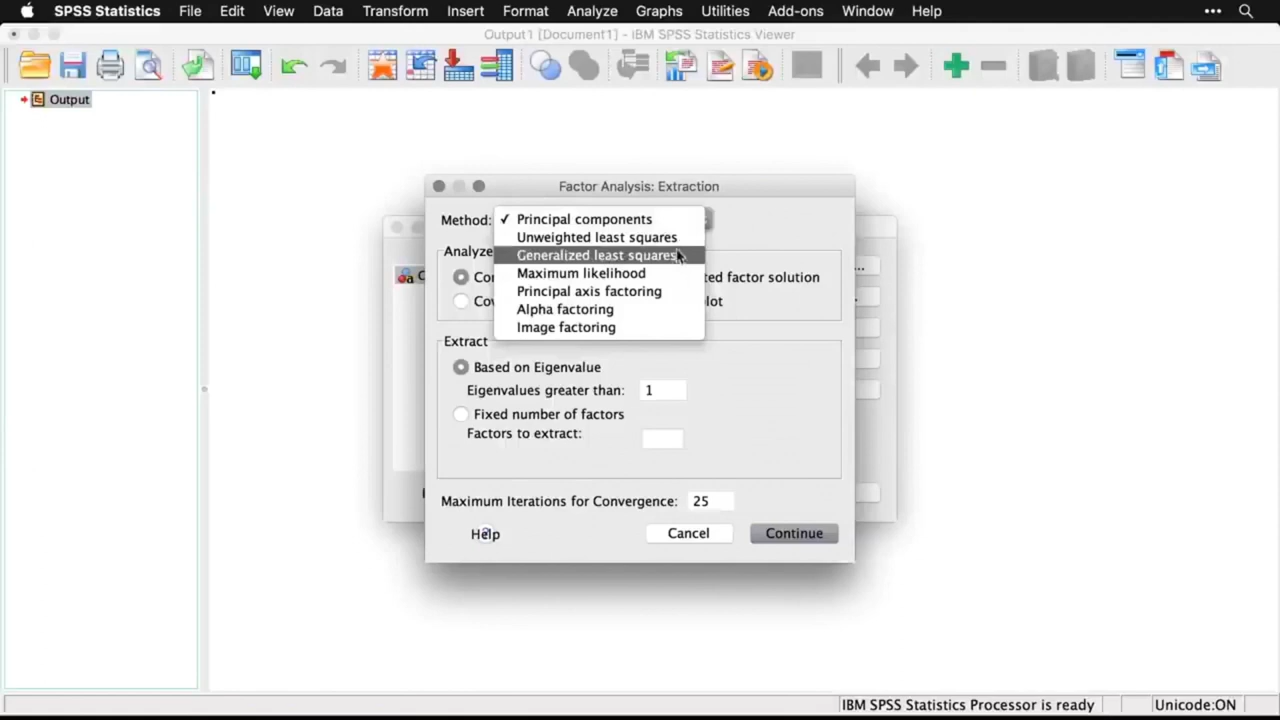 SPSS Statistics File Edit View Data Transform Insert Format Analyze Graphs Utilities Add-ons Window Help
Output1 [Document1] - IBM SPSS Statistics Viewer
Output
Factor Analysis: Extraction
Method: ✓ Principal components
Unweighted least squares
Generalized least squares
Maximum likelihood
Principal axis factoring
Alpha factoring
Image factoring
Analyze
Co
ted factor solution
Co
lot
Extract
Based on Eigenvalue
Eigenvalues greater than: 1
Fixed number of factors
Factors to extract:
Maximum Iterations for Convergence: 25
Help Cancel Continue
IBM SPSS Statistics Processor is ready Unicode:ON